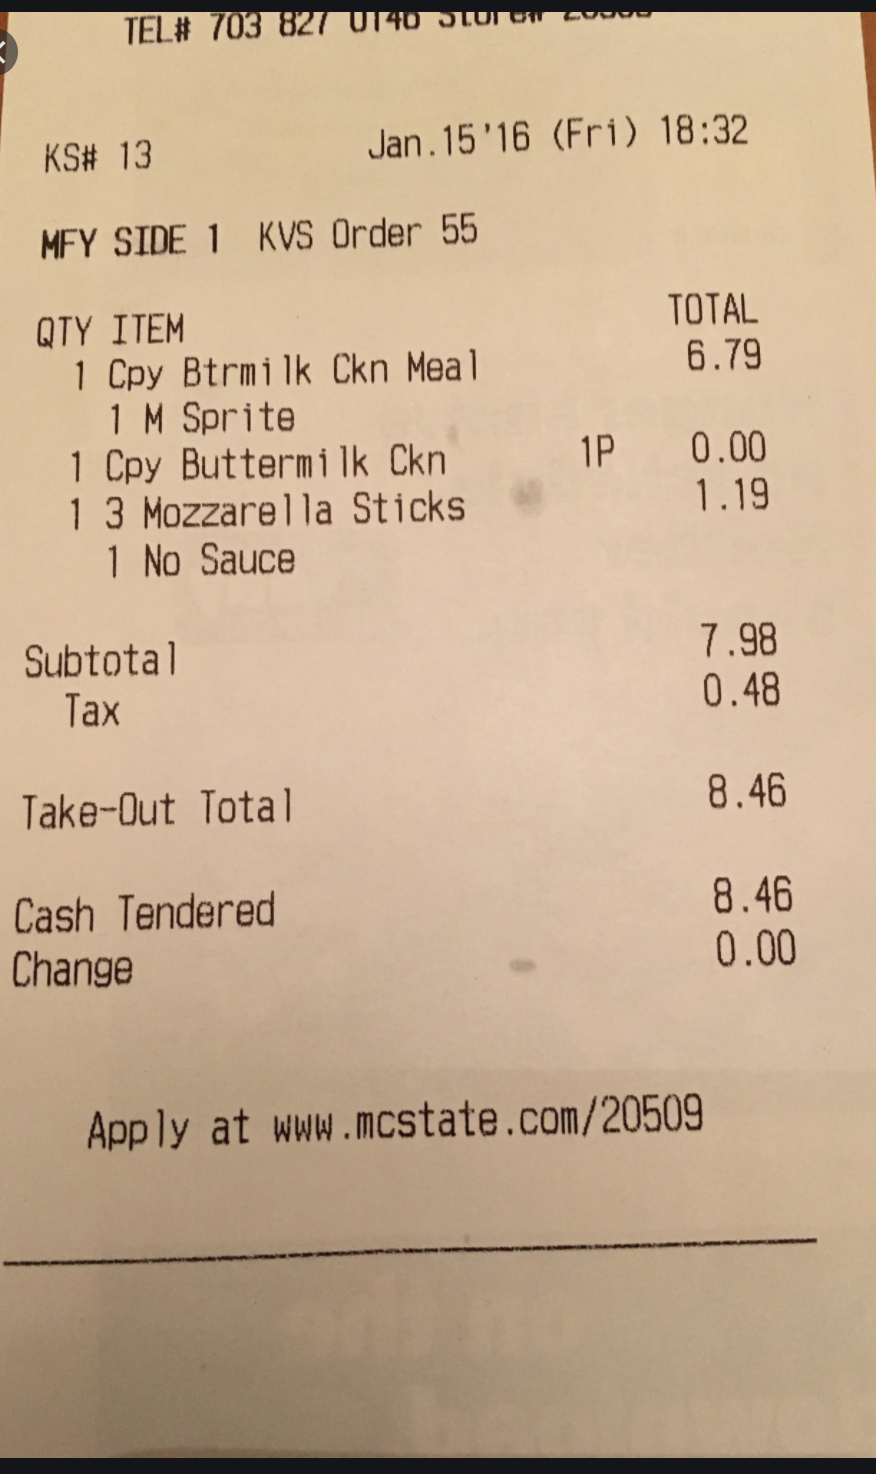 TEL# 703 827 0146 Store#
KS# 13 Jan.15'16 (Fri) 18:32
MFY SIDE 1 KVS Order 55
QTY ITEM TOTAL
1 Cpy Btrmilk Ckn Meal 6.79
1 M Sprite
1 Cpy Buttermilk Ckn 1P 0.00
1 3 Mozzarella Sticks 1.19
1 No Sauce
Subtotal 7.98
Tax 0.48
Take-Out Total 8.46
Cash Tendered 8.46
Change 0.00
Apply at www.mcstate.com/20509